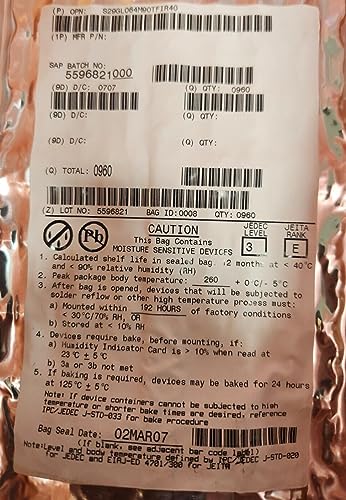 (P) OPN: S29GL064M90TFIR40
(1P) MFR P/N:
SAP BATCH NO:
5596821000
(9D) D/C: 0707 (Q) QTY: 0960
(9D) D/C: (Q) QTY:
(9D) D/C: (Q) QTY:
(Q) TOTAL: 0960
(Z) LOT NO: 5596821 BAG ID:0008 QTY: 0960
Pb
CAUTION
This Bag Contains
MOISTURE SENSITIVE DEVICES
JEDEC LEVEL 3
JEITA RANK E
1. Calculated shelf life in sealed bag 12 months at < 40°C
and < 90% relative humidity (RH)
2. Peak package body temperature: 260 + 0°C/- 5°C
3. After bag is opened, devices that will be subjected to
solder reflow or other high temperature process must:
a) Mounted within 192 HOURS of factory conditions
< 30°C/70% RH, OR
b) Stored at < 10% RH
4. Devices require bake, before mounting, if:
a) Humidity Indicator Card is > 10% when read at
23°C ± 5°C
b) 3a or 3b not met
5. If baking is required, devices may be baked for 24 hours
at 125°C ± 5°C
Note: If device containers cannot be subjected to high
temperature or shorter bake times are desired, reference
IPC/JEDEC J-STD-033 for bake procedure
Bag Seal Date: 02MAR07
(If blank, see adjacent bar code label)
Note:Level and body temperature defined by IPC/JEDEC J-STD-020
for JEDEC and EIAJ-ED 4701/300 for JEITA